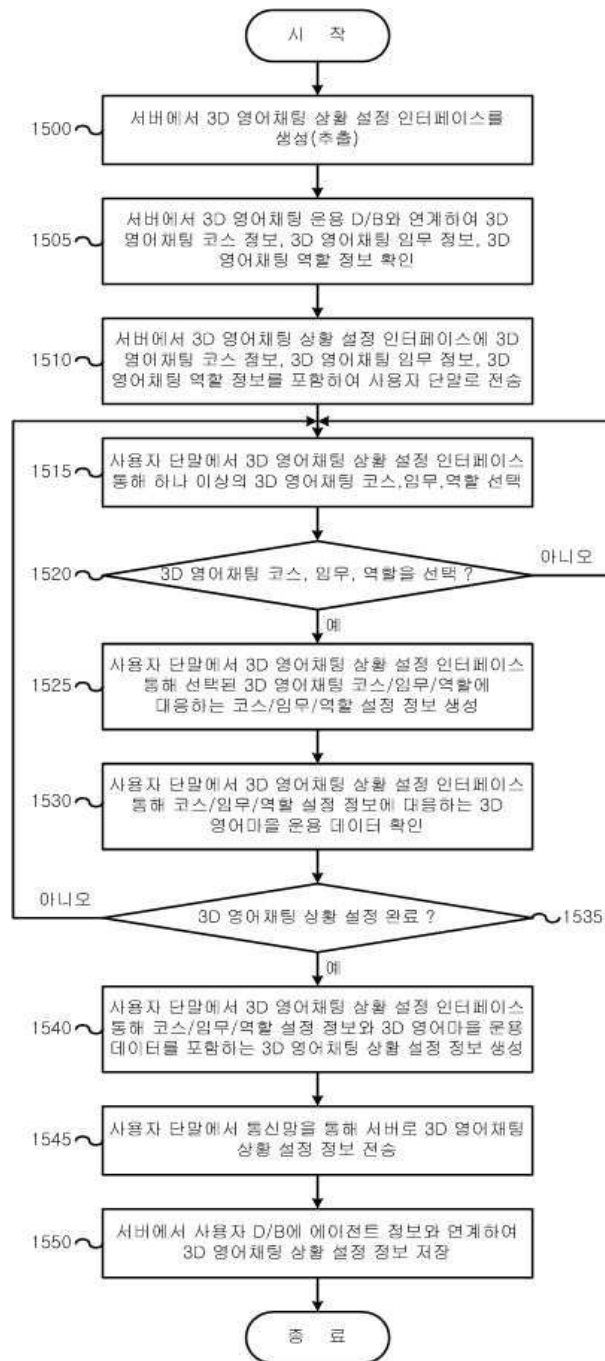 시 작
1500
서버에서 3D 영어채팅 상황 설정 인터페이스를
생성(추출)
1505
서버에서 3D 영어채팅 운용 D/B와 연계하여 3D
영어채팅 코스 정보, 3D 영어채팅 임무 정보, 3D
영어채팅 역할 정보 확인
1510
서버에서 3D 영어채팅 상황 설정 인터페이스에 3D
영어채팅 코스 정보, 3D 영어채팅 임무 정보, 3D
영어채팅 역할 정보를 포함하여 사용자 단말로 전송
1515
사용자 단말에서 3D 영어채팅 상황 설정 인터페이스
통해 하나 이상의 3D 영어채팅 코스,임무,역할 선택
1520
3D 영어채팅 코스, 임무, 역할을 선택 ?
아니오
예
1525
사용자 단말에서 3D 영어채팅 상황 설정 인터페이스
통해 선택된 3D 영어채팅 코스/임무/역할에
대응하는 코스/임무/역할 설정 정보 생성
1530
사용자 단말에서 3D 영어채팅 상황 설정 인터페이스
통해 코스/임무/역할 설정 정보에 대응하는 3D
영어마을 운용 데이터 확인
아니오
3D 영어채팅 상황 설정 완료 ?
1535
예
1540
사용자 단말에서 3D 영어채팅 상황 설정 인터페이스
통해 코스/임무/역할 설정 정보와 3D 영어마을 운용
데이터를 포함하는 3D 영어채팅 상황 설정 정보 생성
1545
사용자 단말에서 통신망을 통해 서버로 3D 영어채팅
상황 설정 정보 전송
1550
서버에서 사용자 D/B에 에이전트 정보와 연계하여
3D 영어채팅 상황 설정 정보 저장
종 료